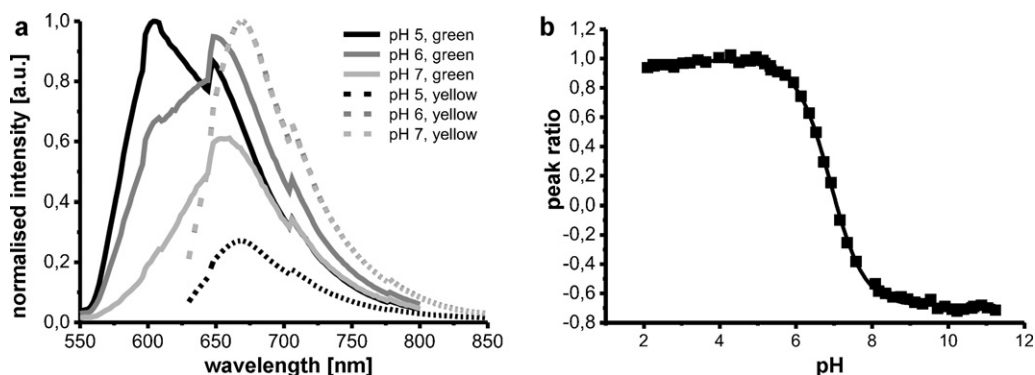 a
normalised intensity [a.u.]
1,0
0,8
0,6
0,4
0,2
0,0
550 600 650 700 750 800 850
wavelength [nm]
pH 5, green
pH 6, green
pH 7, green
pH 5, yellow
pH 6, yellow
pH 7, yellow
b
peak ratio
1,2
1,0
0,8
0,6
0,4
0,2
0,0
-0,2
-0,4
-0,6
-0,8
2 4 6 8 10 12
pH